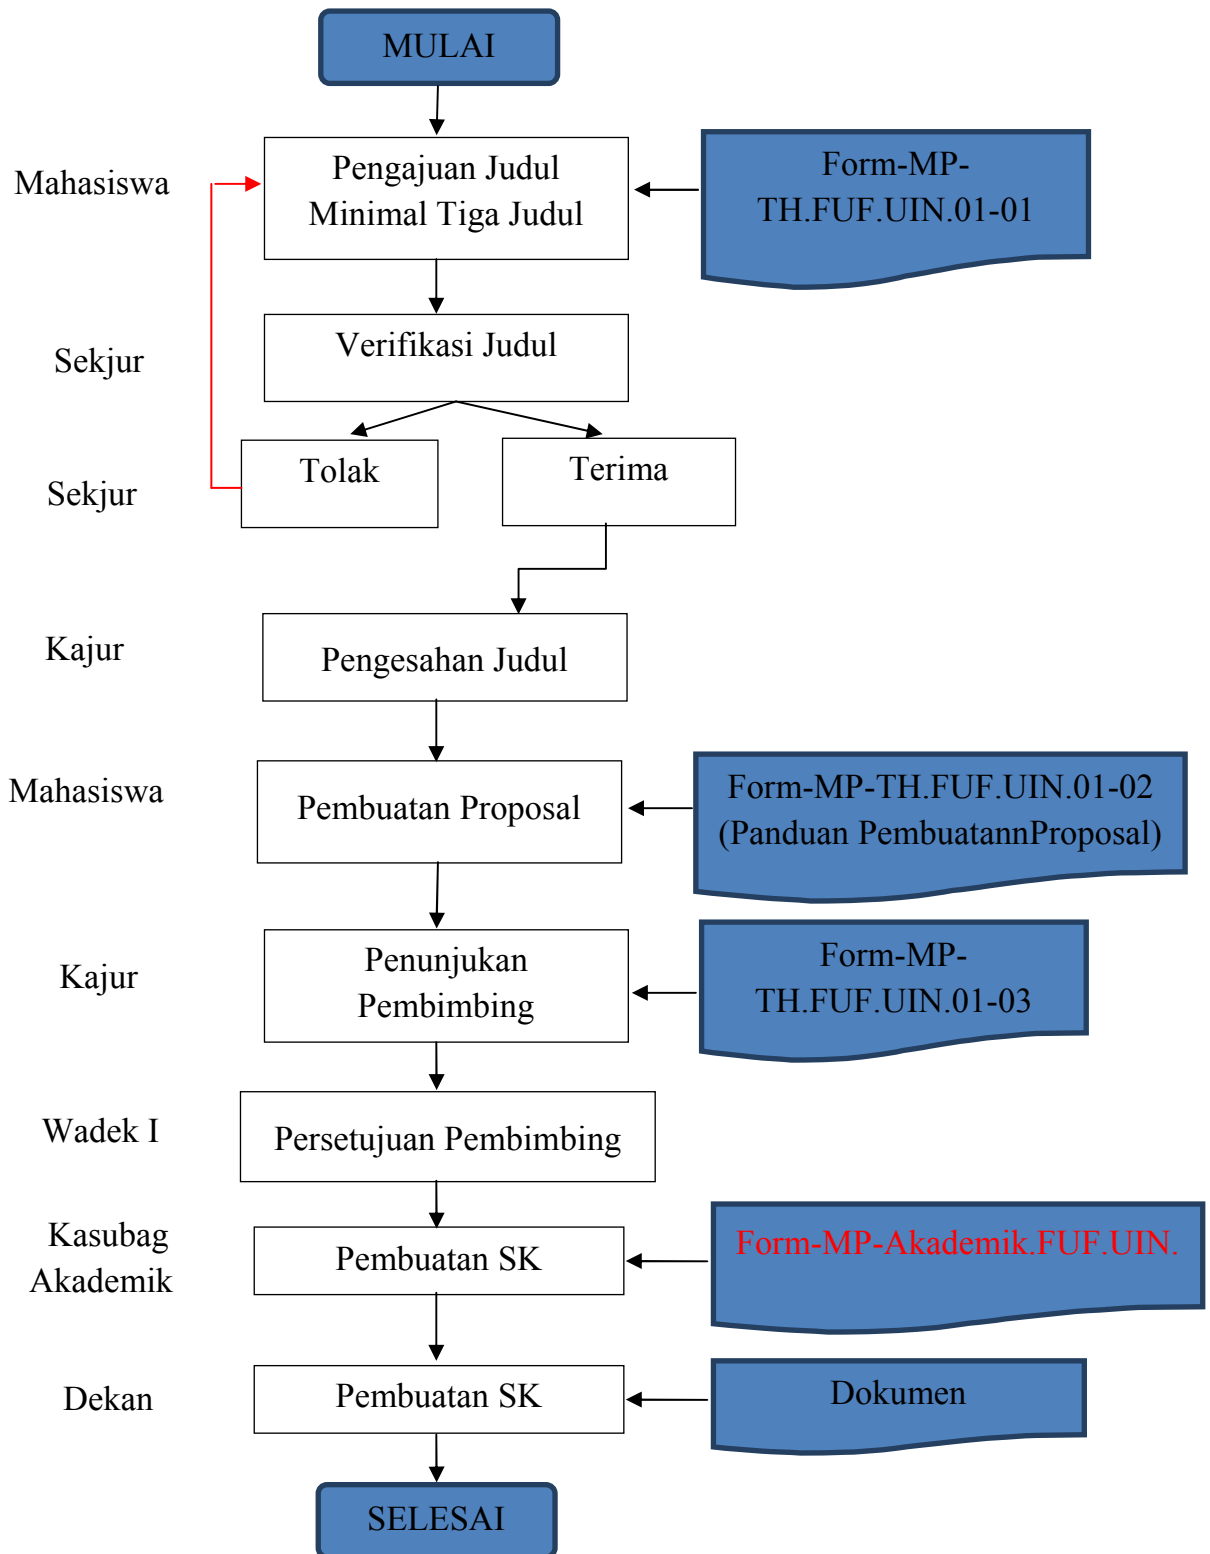 MULAI
Mahasiswa
Pengajuan Judul
Minimal Tiga Judul
Form-MP-
TH.FUF.UIN.01-01
Sekjur
Verifikasi Judul
Sekjur
Tolak
Terima
Kajur
Pengesahan Judul
Mahasiswa
Pembuatan Proposal
Form-MP-TH.FUF.UIN.01-02
(Panduan PembuatannProposal)
Kajur
Penunjukan
Pembimbing
Form-MP-
TH.FUF.UIN.01-03
Wadek I
Persetujuan Pembimbing
Kasubag
Akademik
Pembuatan SK
Form-MP-Akademik.FUF.UIN.
Dekan
Pembuatan SK
Dokumen
SELESAI